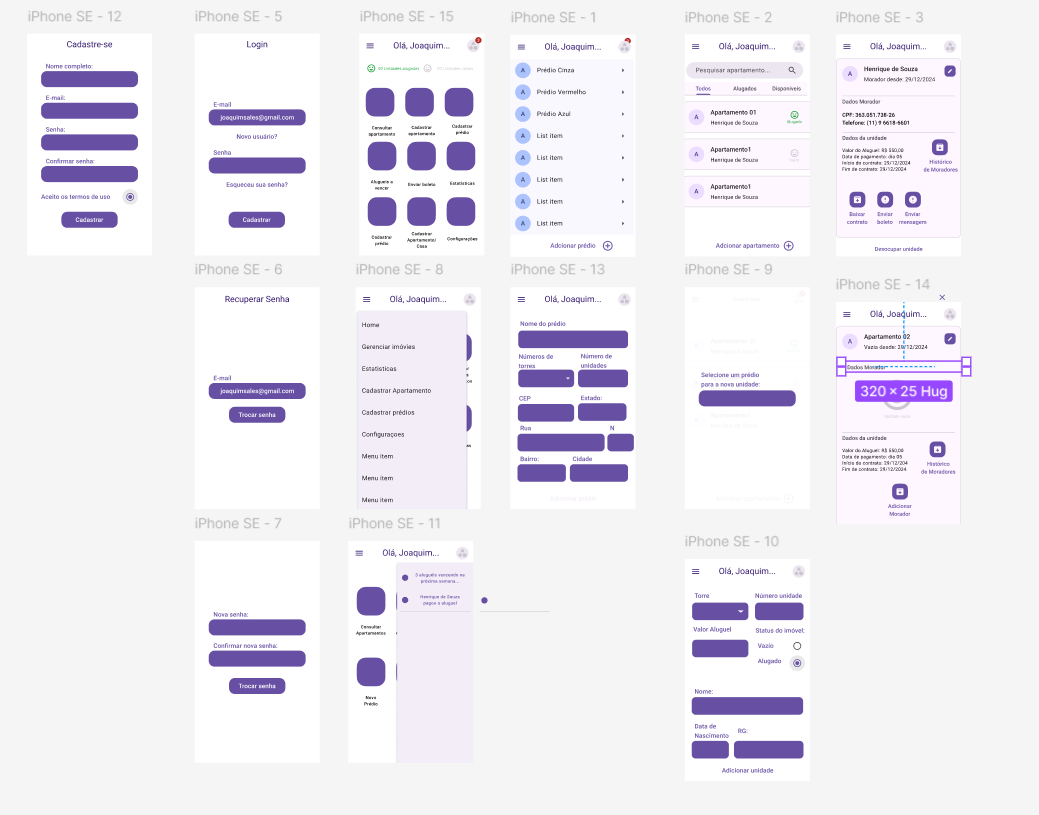 iPhone SE - 12
Cadastre-se
Nome completo:
E-mail:
Senha:
Confirmar senha:
Aceito os termos de uso
Cadastrar
iPhone SE - 5
Login
E-mail
joaquimsales@gmail.com
Novo usuário?
Senha
Esqueceu sua senha?
Cadastrar
iPhone SE - 15
Olá, Joaquim...
Consultar
apartamento
Cadastrar
apartamento
Cadastrar
prédio
Alugueis a
vencer
Enviar boleto
Estatisticas
Cadastrar
prédio
Cadastrar
Apartamento/
Casa
Configurações
iPhone SE - 1
Olá, Joaquim...
A
Prédio Cinza
A
Prédio Vermelho
A
Prédio Azul
A
List item
A
List item
A
List item
A
List item
A
List item
Adicionar prédio
iPhone SE - 2
Olá, Joaquim...
Pesquisar apartamento...
Todos
Alugados
Disponíveis
Apartamento 01
Henrique de Souza
Alugado
Apartamento1
Henrique de Souza
Apartamento1
Henrique de Souza
Adicionar apartamento
iPhone SE - 3
Olá, Joaquim...
A
Henrique de Souza
Morador desde: 29/12/2024
Dados Morador
CPF: 363.051.738-26
Telefone: (11) 9 6618-6601
Dados da unidade
Valor do Aluguel: R$ 550,00
Data de pagamento: dia 05
Início do contrato: 29/12/2024
Fim de contrato: 29/12/2024
Histórico
de Moradores
Baixar
contrato
Enviar
boleto
Enviar
mensagem
Desocupar unidade
iPhone SE - 6
Recuperar Senha
E-mail
joaquimsales@gmail.com
Trocar senha
iPhone SE - 8
Olá, Joaquim...
Home
Gerenciar imóvies
Estatisticas
Cadastrar Apartamento
Cadastrar prédios
Configuraçoes
Menu item
Menu item
Menu item
iPhone SE - 13
Olá, Joaquim...
Nome do prédio
Números de
torres
Número de
unidades
CEP
Estado:
Rua
N
Bairro:
Cidade
iPhone SE - 9
Selecione um prédio
para a nova unidade:
iPhone SE - 14
Olá, Joaquim...
A
Apartamento 02
Vazio desde: 29/12/2024
Dados Morador
320 × 25 Hug
Dados da unidade
Valor do Aluguel: R$ 550,00
Data de pagamento: dia 05
Início do contrato: 29/12/204
Fim de contrato: 29/12/2024
Histórico
de Moradores
Adicionar
Morador
iPhone SE - 7
Nova senha:
Confirmar nova senha:
Trocar senha
iPhone SE - 11
Olá, Joaquim...
3 aluguéis vencendo na
próxima semana...
Henrique de Souza
pagou o aluguel
Consultar
Apartamentos
Novo
Prédio
iPhone SE - 10
Olá, Joaquim...
Torre
Número unidade
Valor Aluguel
Status do imóvel:
Vazio
Alugado
Nome:
Data de
Nascimento
RG:
Adicionar unidade